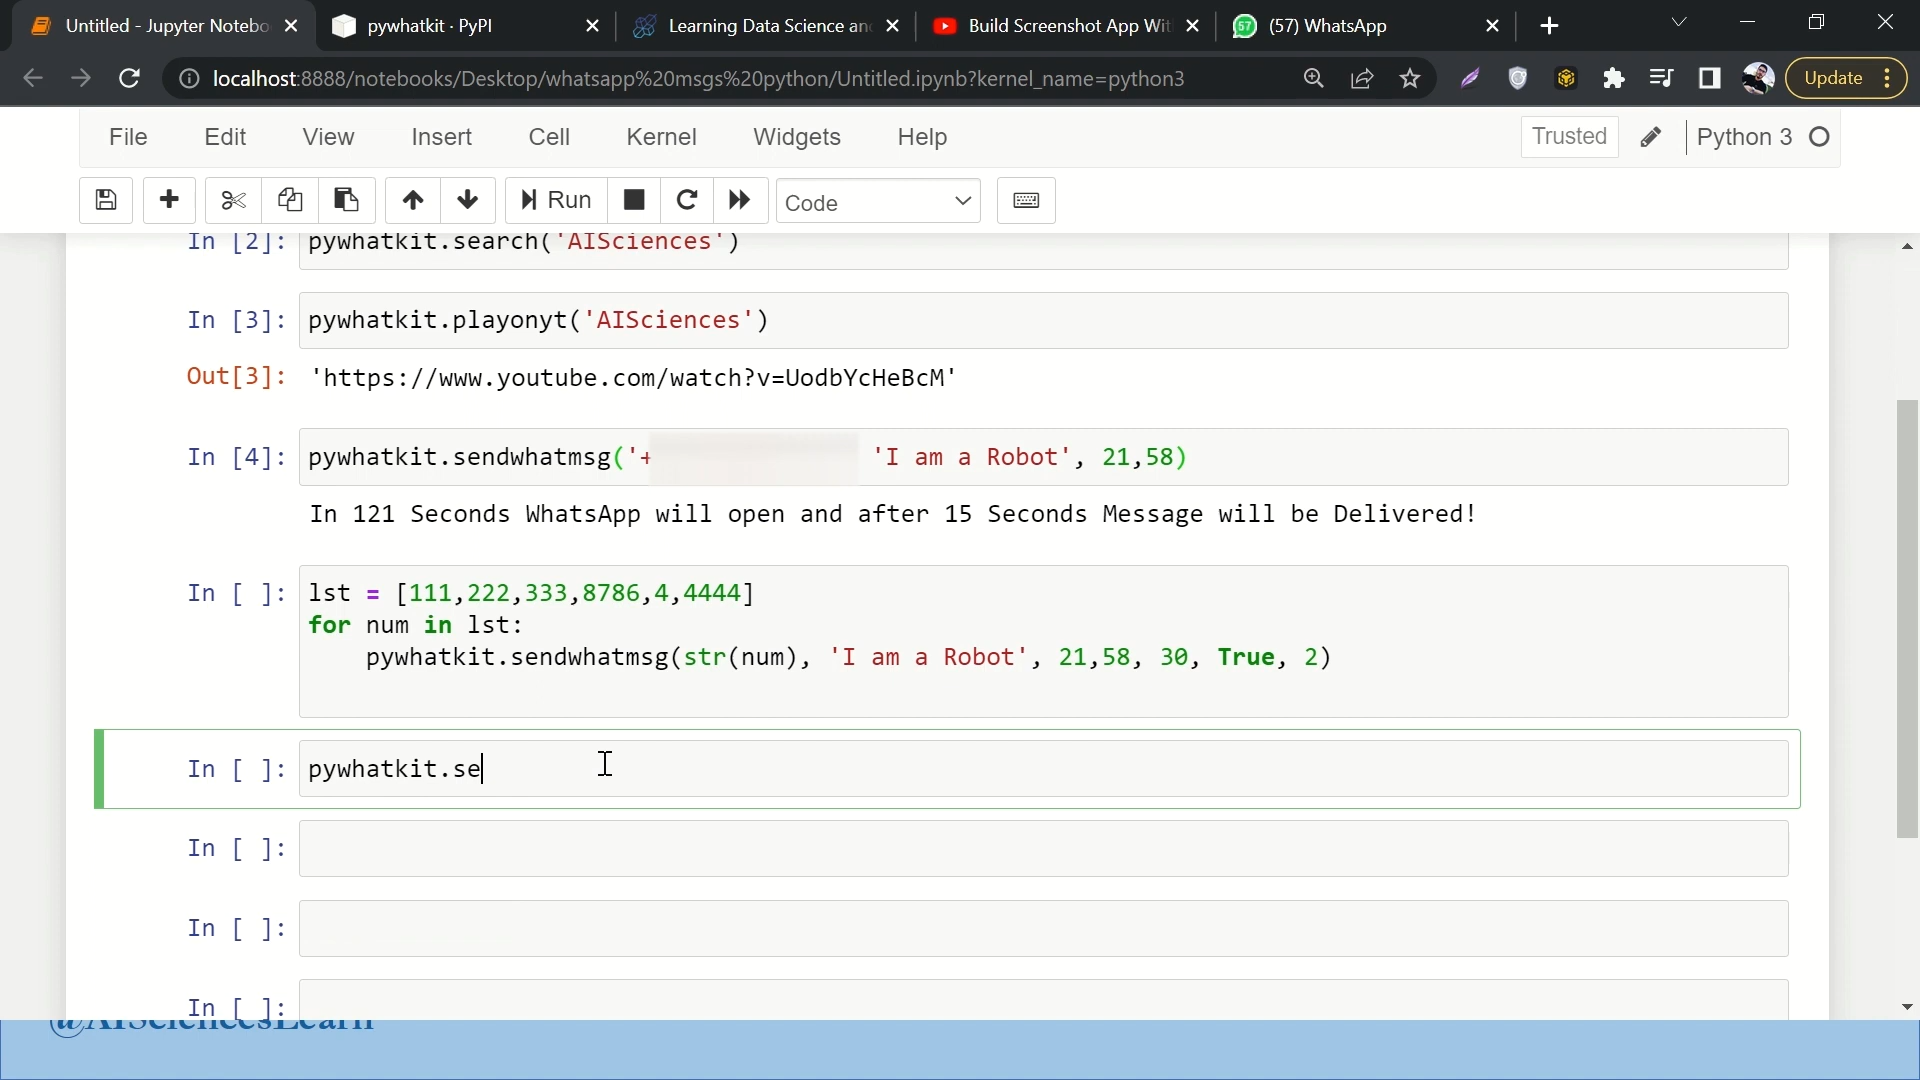 Untitled - Jupyter Notebo
pywhatkit · PyPI
Learning Data Science an
Build Screenshot App Wit
(57) WhatsApp
localhost:8888/notebooks/Desktop/whatsapp%20msgs%20python/Untitled.ipynb?kernel_name=python3
Update
File Edit View Insert Cell Kernel Widgets Help
Trusted
Python 3
Run
Code
In [2]: pywhatkit.search('AISciences')
In [3]: pywhatkit.playonyt('AISciences')
Out[3]: 'https://www.youtube.com/watch?v=UodbYcHeBcM'
In [4]: pywhatkit.sendwhatmsg('+ 'I am a Robot', 21,58)
In 121 Seconds WhatsApp will open and after 15 Seconds Message will be Delivered!
In [ ]: lst = [111,222,333,8786,4,4444]
for num in lst:
pywhatkit.sendwhatmsg(str(num), 'I am a Robot', 21,58, 30, True, 2)
In [ ]: pywhatkit.se
In [ ]:
In [ ]:
In [ ]:
@AISciencesLearn